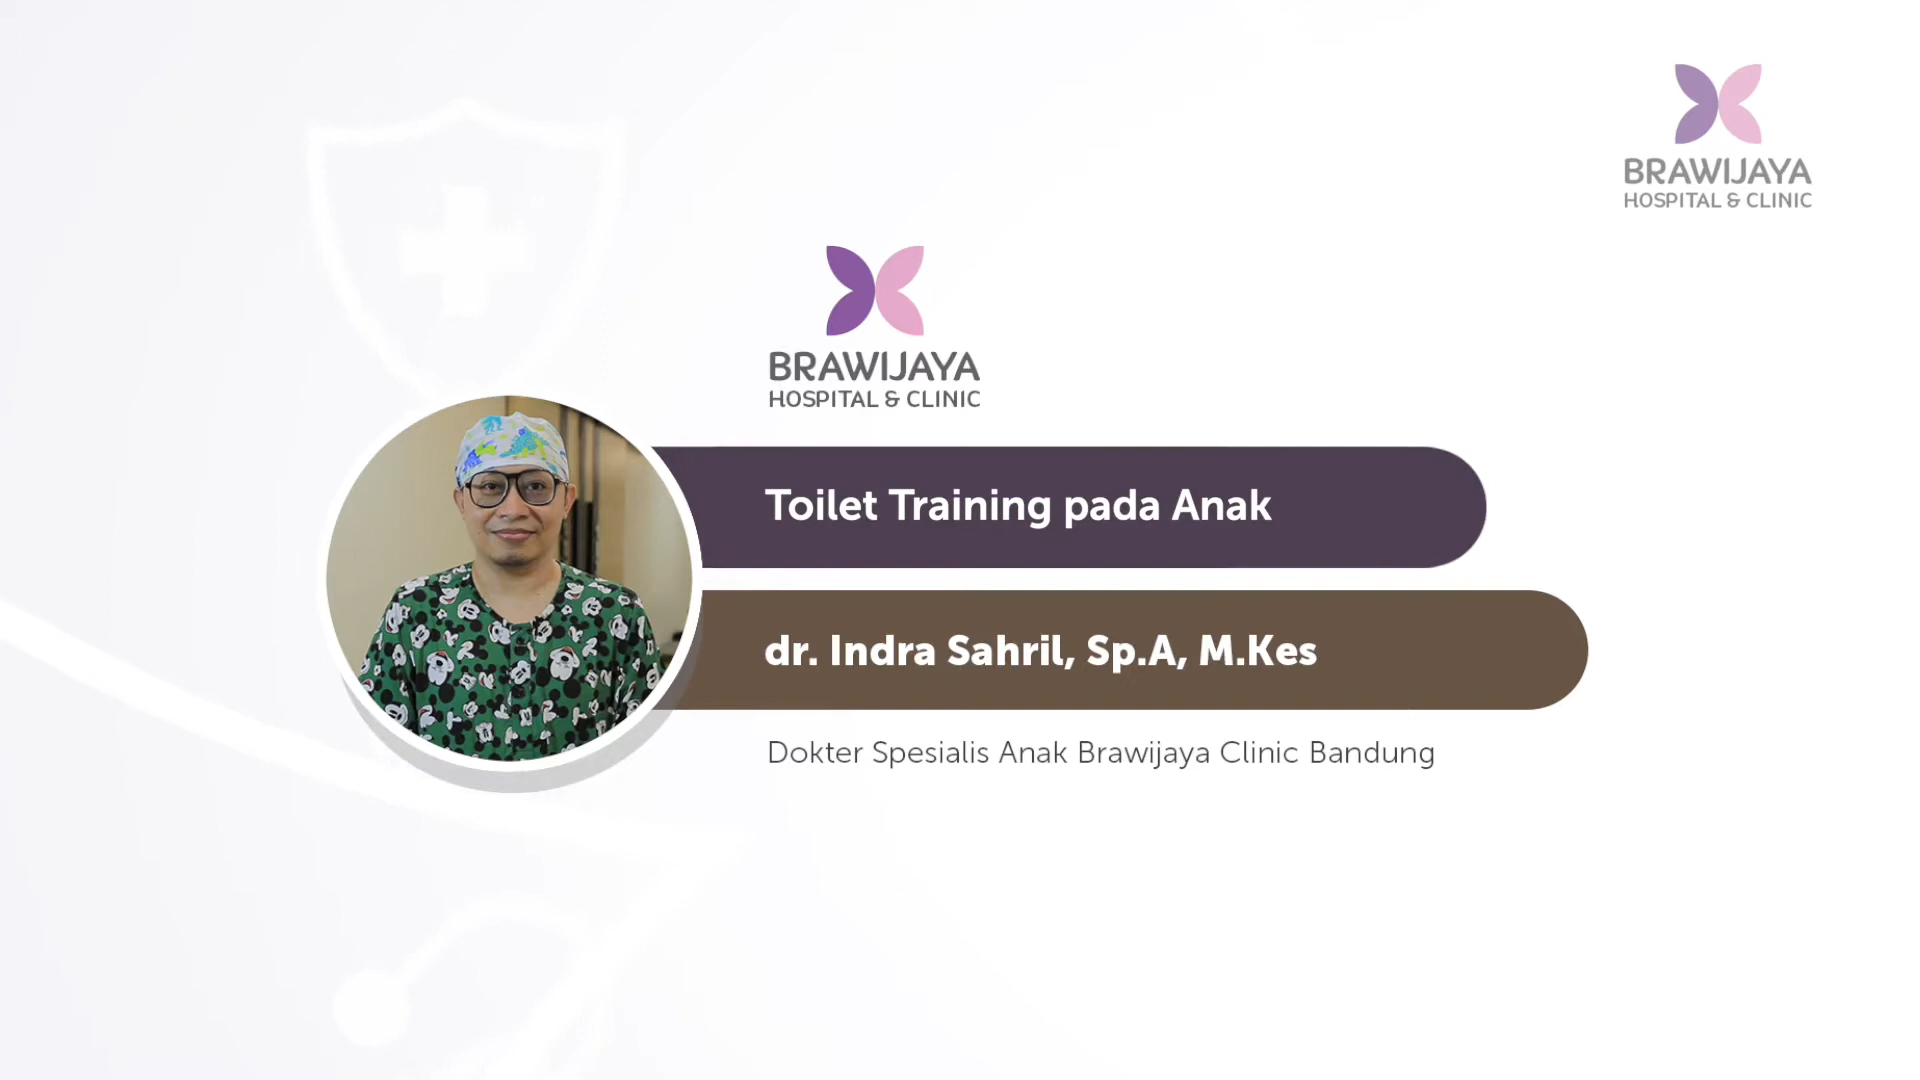 BRAWIJAYA
HOSPITAL & CLINIC
BRAWIJAYA
HOSPITAL & CLINIC
Toilet Training pada Anak
dr. Indra Sahril, Sp.A, M.Kes
Dokter Spesialis Anak Brawijaya Clinic Bandung